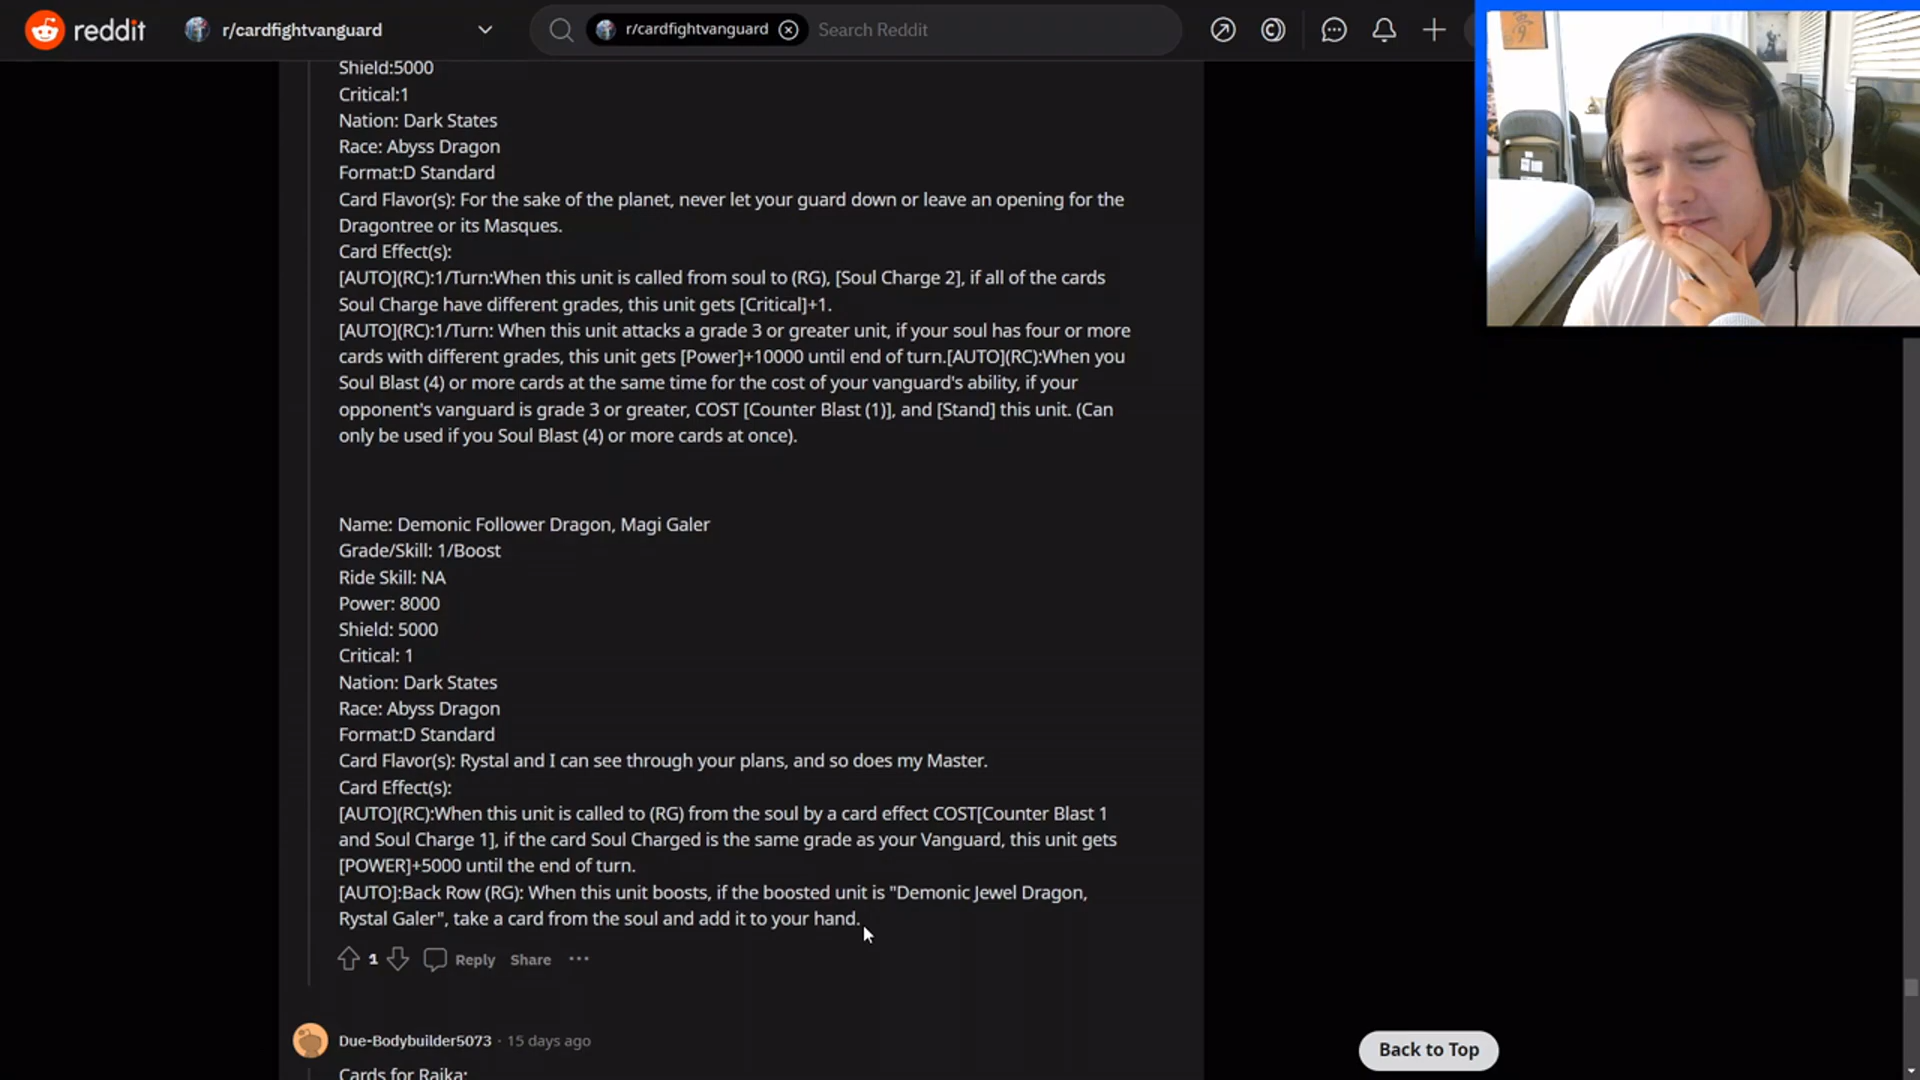 reddit
r/cardfightvanguard
r/cardfightvanguard
Search Reddit
Shield:5000
Critical:1
Nation: Dark States
Race: Abyss Dragon
Format:D Standard
Card Flavor(s): For the sake of the planet, never let your guard down or leave an opening for the
Dragontree or its Masques.
Card Effect(s):
[AUTO](RC):1/Turn:When this unit is called from soul to (RG), [Soul Charge 2], if all of the cards
Soul Charge have different grades, this unit gets [Critical]+1.
[AUTO](RC):1/Turn: When this unit attacks a grade 3 or greater unit, if your soul has four or more
cards with different grades, this unit gets [Power]+10000 until end of turn.[AUTO](RC):When you
Soul Blast (4) or more cards at the same time for the cost of your vanguard's ability, if your
opponent's vanguard is grade 3 or greater, COST [Counter Blast (1)], and [Stand] this unit. (Can
only be used if you Soul Blast (4) or more cards at once).
Name: Demonic Follower Dragon, Magi Galer
Grade/Skill: 1/Boost
Ride Skill: NA
Power: 8000
Shield: 5000
Critical: 1
Nation: Dark States
Race: Abyss Dragon
Format:D Standard
Card Flavor(s): Rystal and I can see through your plans, and so does my Master.
Card Effect(s):
[AUTO](RC):When this unit is called to (RG) from the soul by a card effect COST[Counter Blast 1
and Soul Charge 1], if the card Soul Charged is the same grade as your Vanguard, this unit gets
[POWER]+5000 until the end of turn.
[AUTO]:Back Row (RG): When this unit boosts, if the boosted unit is "Demonic Jewel Dragon,
Rystal Galer", take a card from the soul and add it to your hand.
1 Reply Share
Due-Bodybuilder5073 · 15 days ago
Cards for Raika:
Back to Top